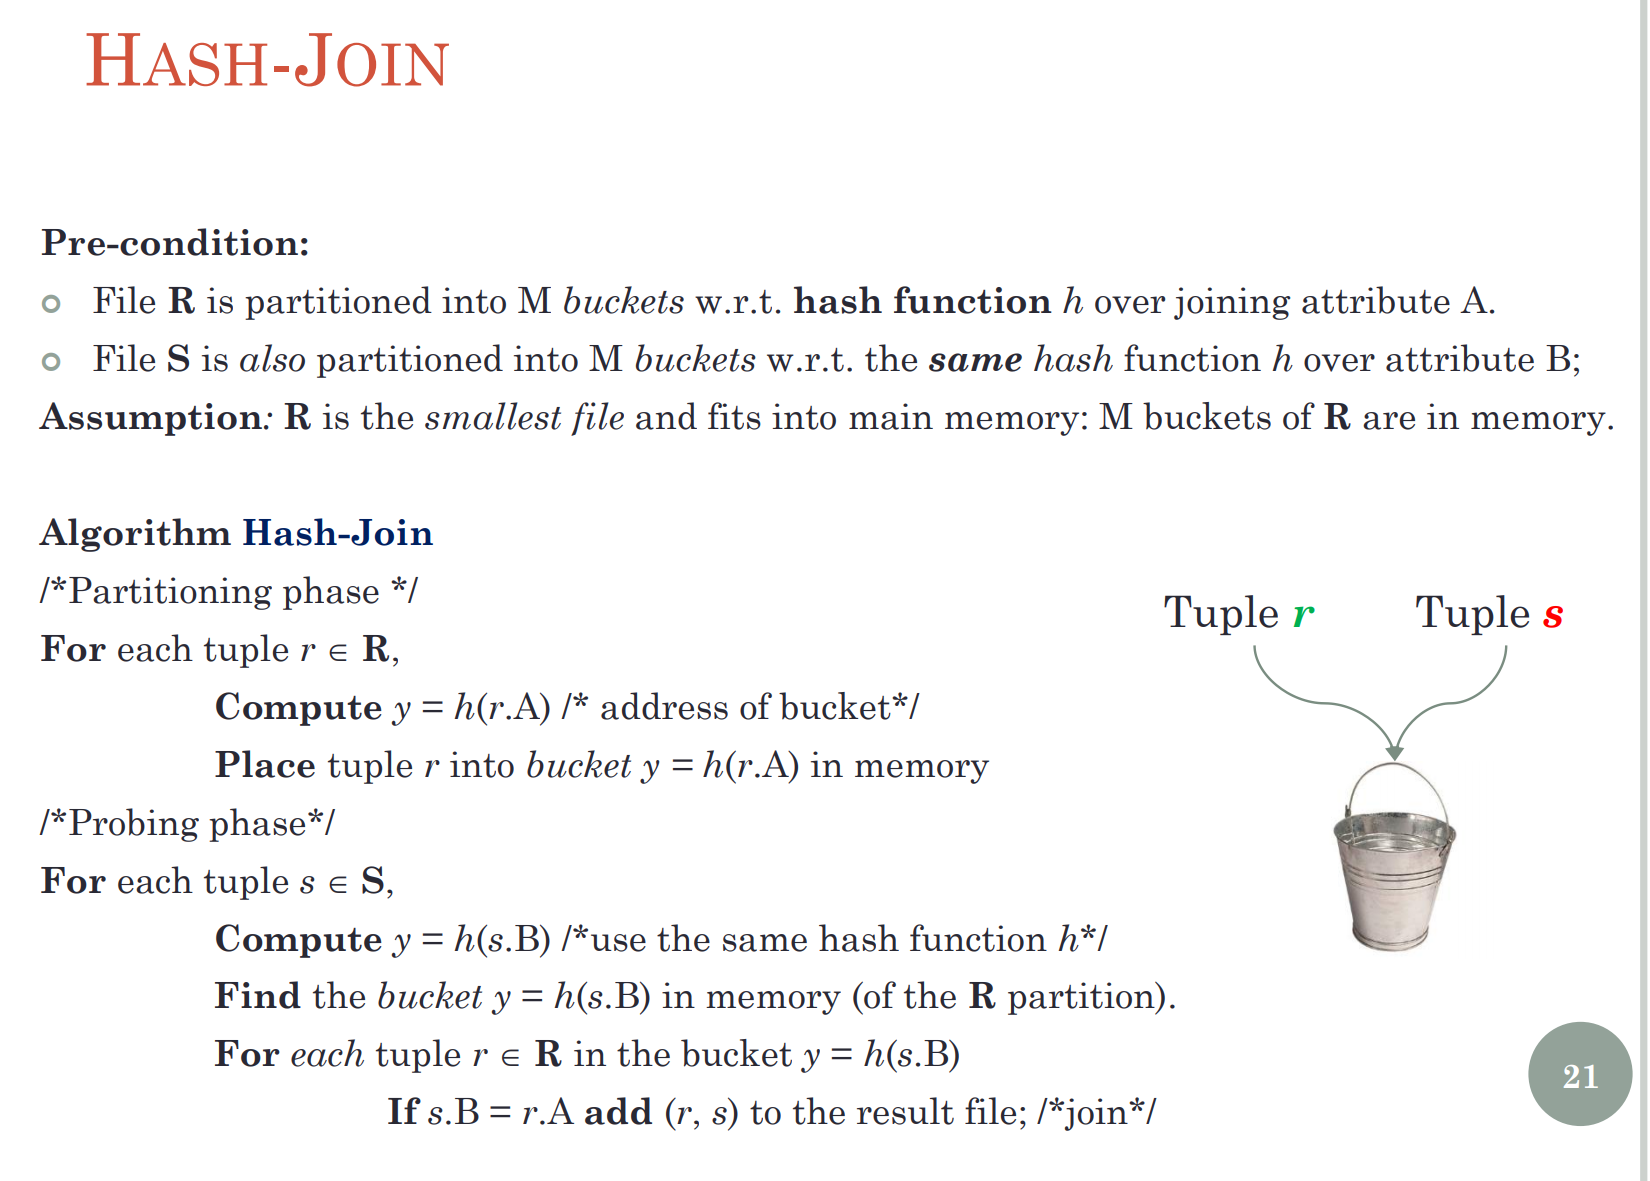 HASH-JOIN
Pre-condition:
File R is partitioned into M buckets w.r.t. hash function h over joining attribute A.
File S is also partitioned into M buckets w.r.t. the same hash function h over attribute B;
Assumption: R is the smallest file and fits into main memory: M buckets of R are in memory.
Algorithm Hash-Join
/*Partitioning phase */
For each tuple r ∈ R,
Compute y = h(r.A) /* address of bucket*/
Place tuple r into bucket y = h(r.A) in memory
/*Probing phase*/
For each tuple s ∈ S,
Compute y = h(s.B) /*use the same hash function h*/
Find the bucket y = h(s.B) in memory (of the R partition).
For each tuple r ∈ R in the bucket y = h(s.B)
If s.B = r.A add (r, s) to the result file; /*join*/
Tuple r
Tuple s
21